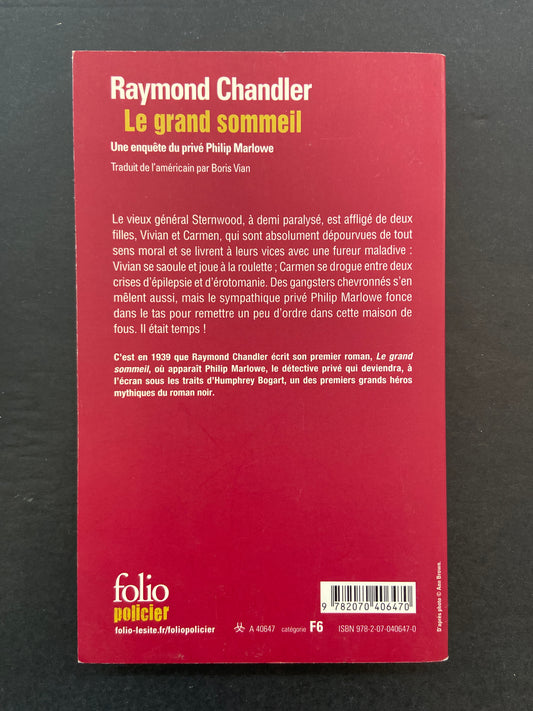 Raymond Chandler
Le grand sommeil
Une enquête du privé Philip Marlowe
Traduit de l'américain par Boris Vian
Le vieux général Sternwood, à demi paralysé, est affligé de deux
filles, Vivian et Carmen, qui sont absolument dépourvues de tout
sens moral et se livrent à leurs vices avec une fureur maladive :
Vivian se saoule et joue à la roulette ; Carmen se drogue entre deux
crises d'épilepsie et d'érotomanie. Des gangsters chevronnés s'en
mêlent aussi, mais le sympathique privé Philip Marlowe fonce
dans le tas pour remettre un peu d'ordre dans cette maison de
fous. Il était temps !
C'est en 1939 que Raymond Chandler écrit son premier roman, Le grand
sommeil, où apparaît Philip Marlowe, le détective privé qui deviendra, à
l'écran sous les traits d'Humphrey Bogart, un des premiers grands héros
mythiques du roman noir.
folio
policier
folio-lesite.fr/foliopolicier
9 782070 406470
A 40647 catégorie F6 ISBN 978-2-07-040647-0
D'après photo © Ann Brown.